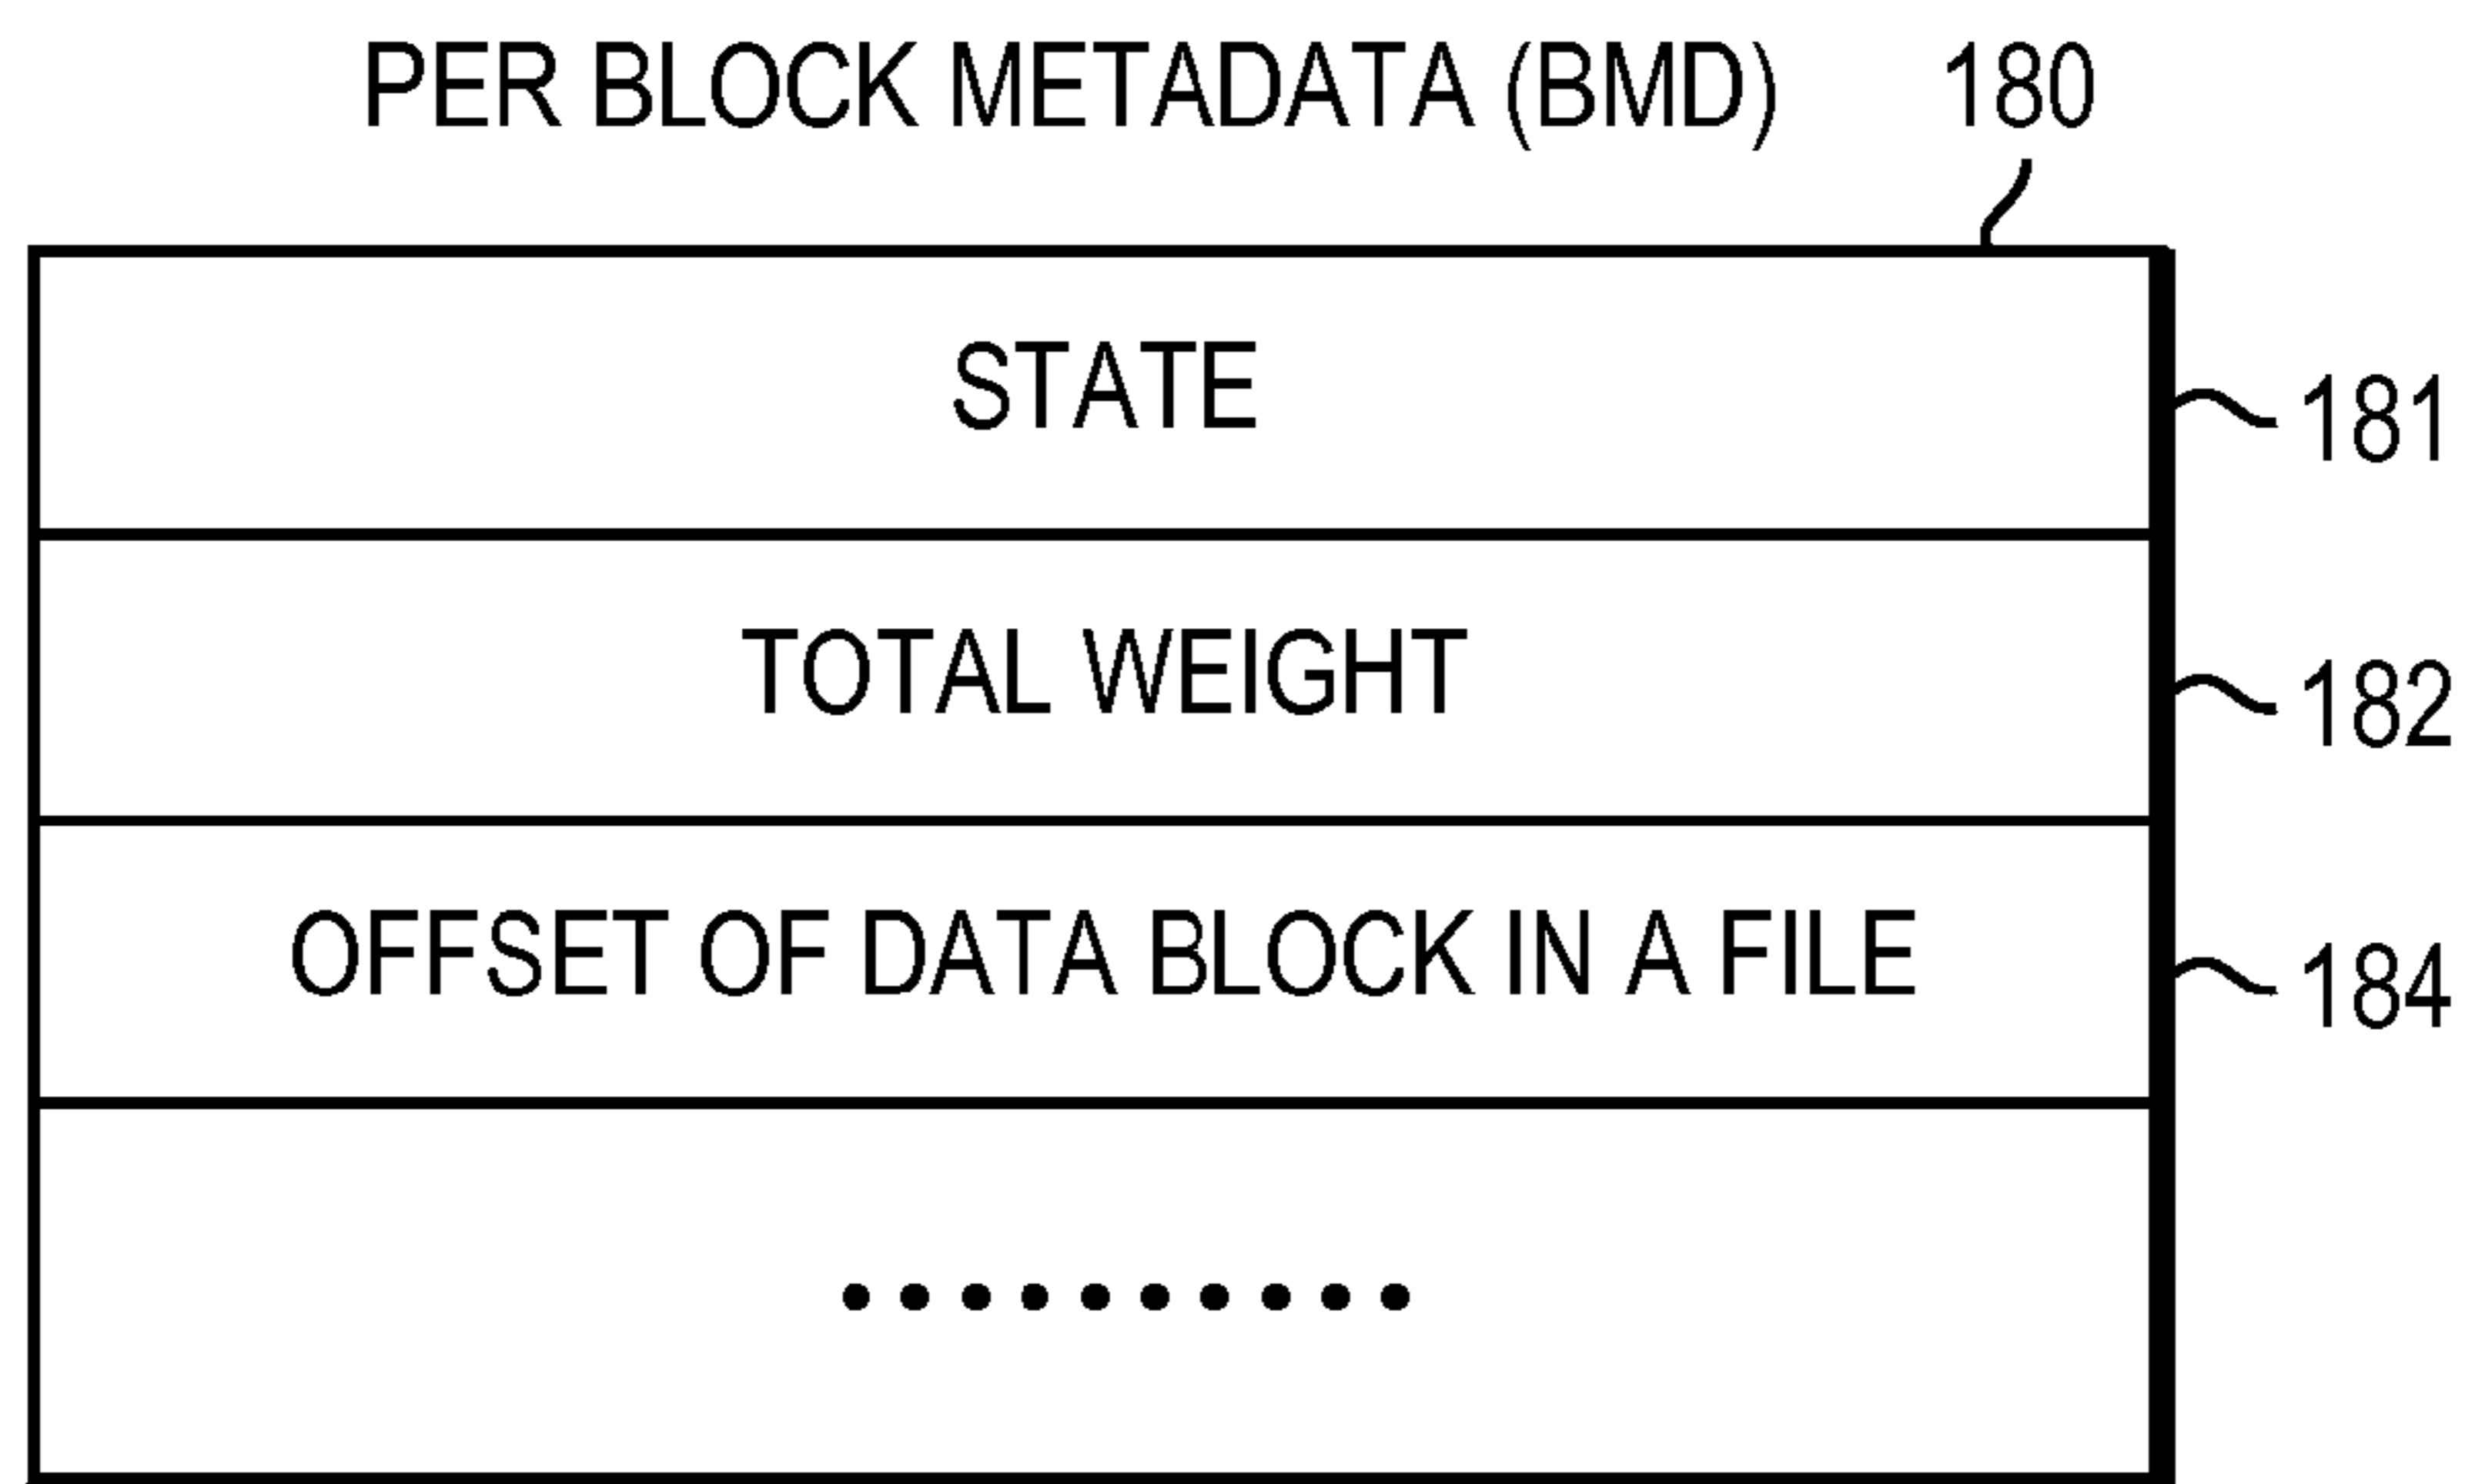 PER BLOCK METADATA (BMD) 180
STATE 181
TOTAL WEIGHT 182
OFFSET OF DATA BLOCK IN A FILE 184
..........